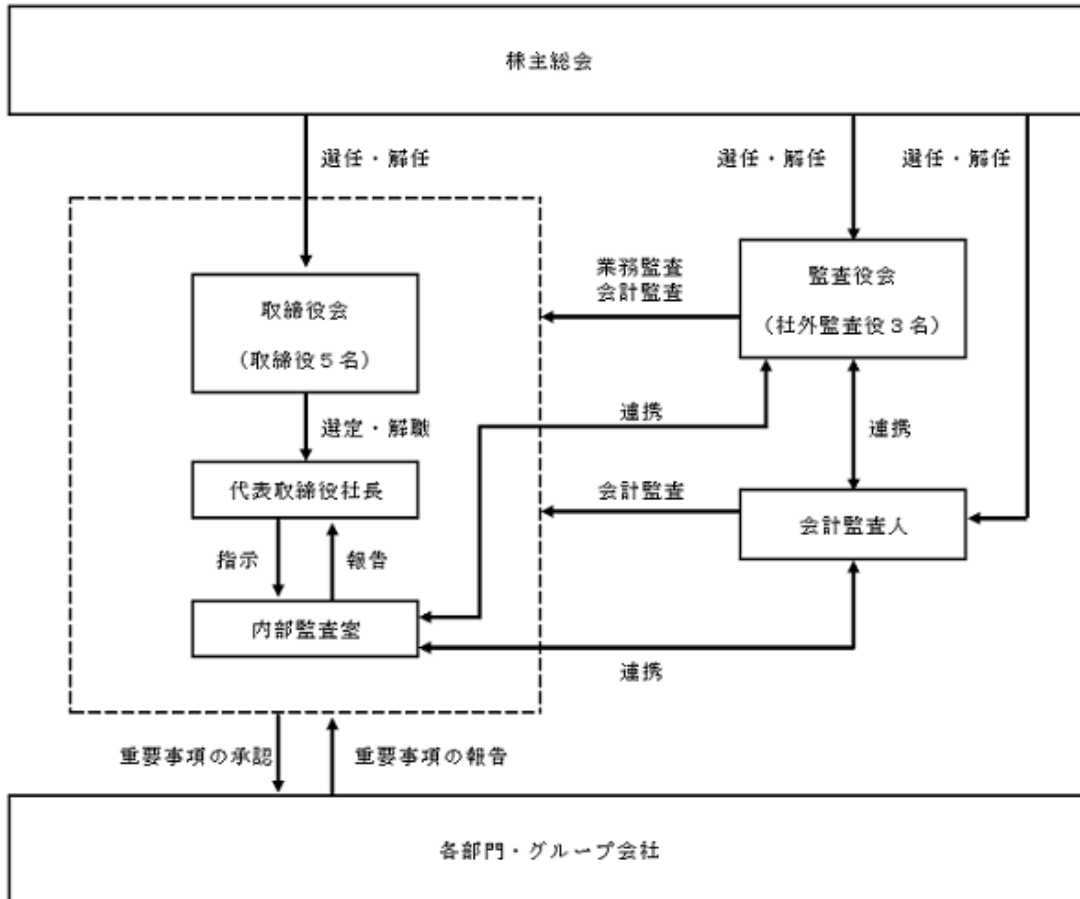 株主総会
選任・解任
選任・解任
選任・解任
業務監査
会計監査
監査役会
（社外監査役３名）
取締役会
（取締役５名）
連携
選定・解職
連携
代表取締役社長
会計監査
会計監査人
指示
報告
内部監査室
連携
重要事項の承認
重要事項の報告
各部門・グループ会社